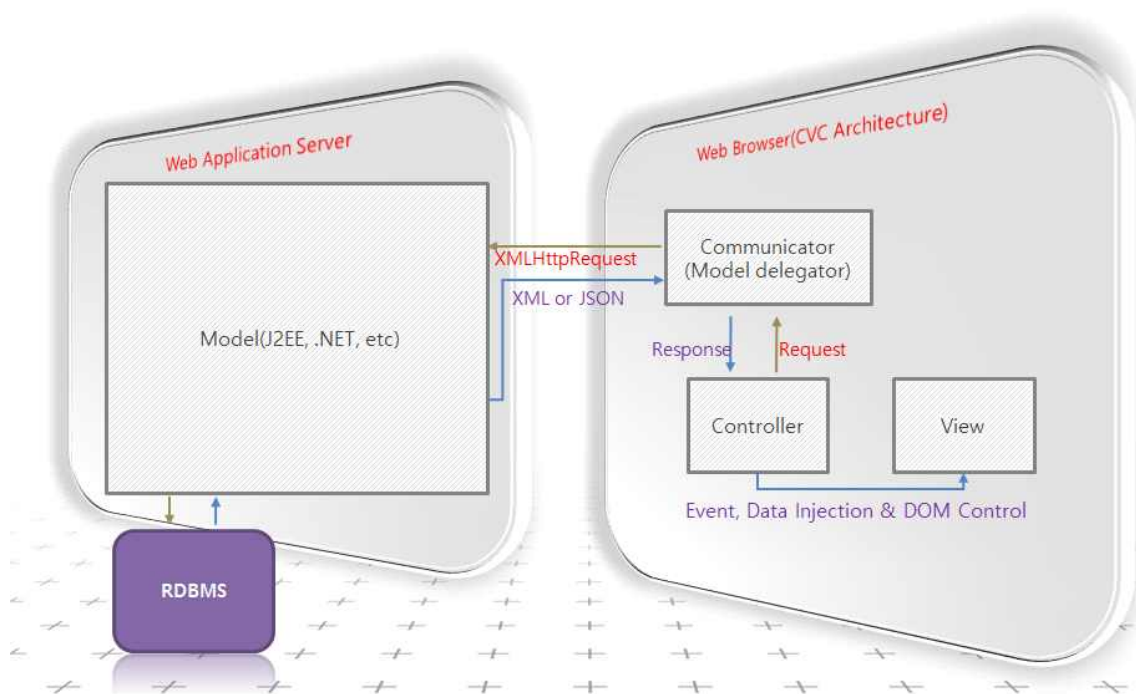 Web Application Server
Web Browser(CVC Architecture)
Model(J2EE, .NET, etc)
XMLHttpRequest
XML or JSON
Communicator
(Model delegator)
Response
Request
Controller
View
Event, Data Injection & DOM Control
RDBMS